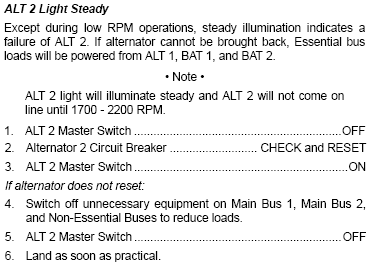 ALT 2 Light Steady
Except during low RPM operations, steady illumination indicates a
failure of ALT 2. If alternator cannot be brought back, Essential bus
loads will be powered from ALT 1, BAT 1, and BAT 2.
• Note •
ALT 2 light will illuminate steady and ALT 2 will not come on
line until 1700 - 2200 RPM.
1. ALT 2 Master Switch ..................................................................OFF
2. Alternator 2 Circuit Breaker ........................... CHECK and RESET
3. ALT 2 Master Switch....................................................................ON
If alternator does not reset:
4. Switch off unnecessary equipment on Main Bus 1, Main Bus 2,
and Non-Essential Buses to reduce loads.
5. ALT 2 Master Switch ..................................................................OFF
6. Land as soon as practical.